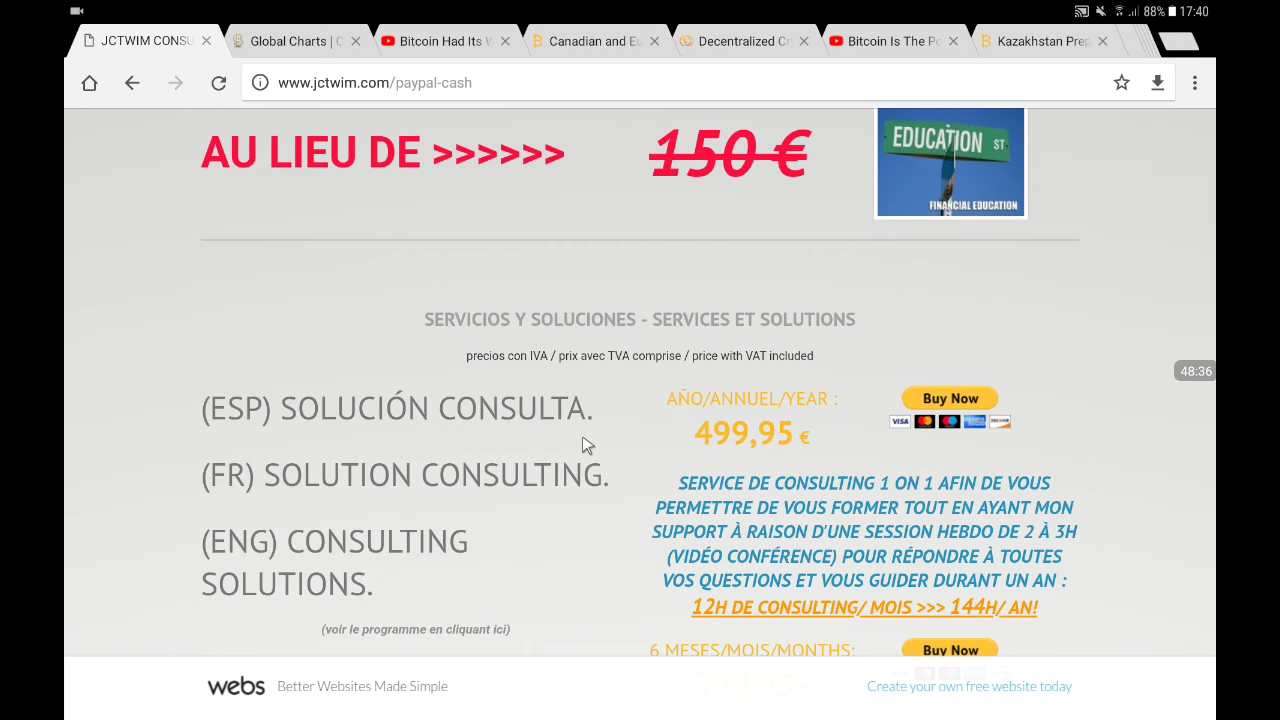 88% 17:40
JCTWIM CONSU
Global Charts | C
Bitcoin Had Its W
Canadian and Eu
Decentralized Cr
Bitcoin Is The Po
Kazakhstan Prep
www.jctwim.com/paypal-cash
AU LIEU DE >>>>>> 150 €
EDUCATION ST
FINANCIAL EDUCATION
SERVICIOS Y SOLUCIONES - SERVICES ET SOLUTIONS
precios con IVA / prix avec TVA comprise / price with VAT included
48:36
(ESP) SOLUCIÓN CONSULTA.
(FR) SOLUTION CONSULTING.
(ENG) CONSULTING
SOLUTIONS.
(voir le programme en cliquant ici)
AÑO/ANNUEL/YEAR :
499,95 €
Buy Now
VISA
DISCOVER
SERVICE DE CONSULTING 1 ON 1 AFIN DE VOUS
PERMETTRE DE VOUS FORMER TOUT EN AYANT MON
SUPPORT À RAISON D'UNE SESSION HEBDO DE 2 À 3H
(VIDÉO CONFÉRENCE) POUR RÉPONDRE À TOUTES
VOS QUESTIONS ET VOUS GUIDER DURANT UN AN :
12H DE CONSULTING/ MOIS >>> 144H/ AN!
6 MESES/MOIS/MONTHS:
Buy Now
299,95 €
webs Better Websites Made Simple
Create your own free website today